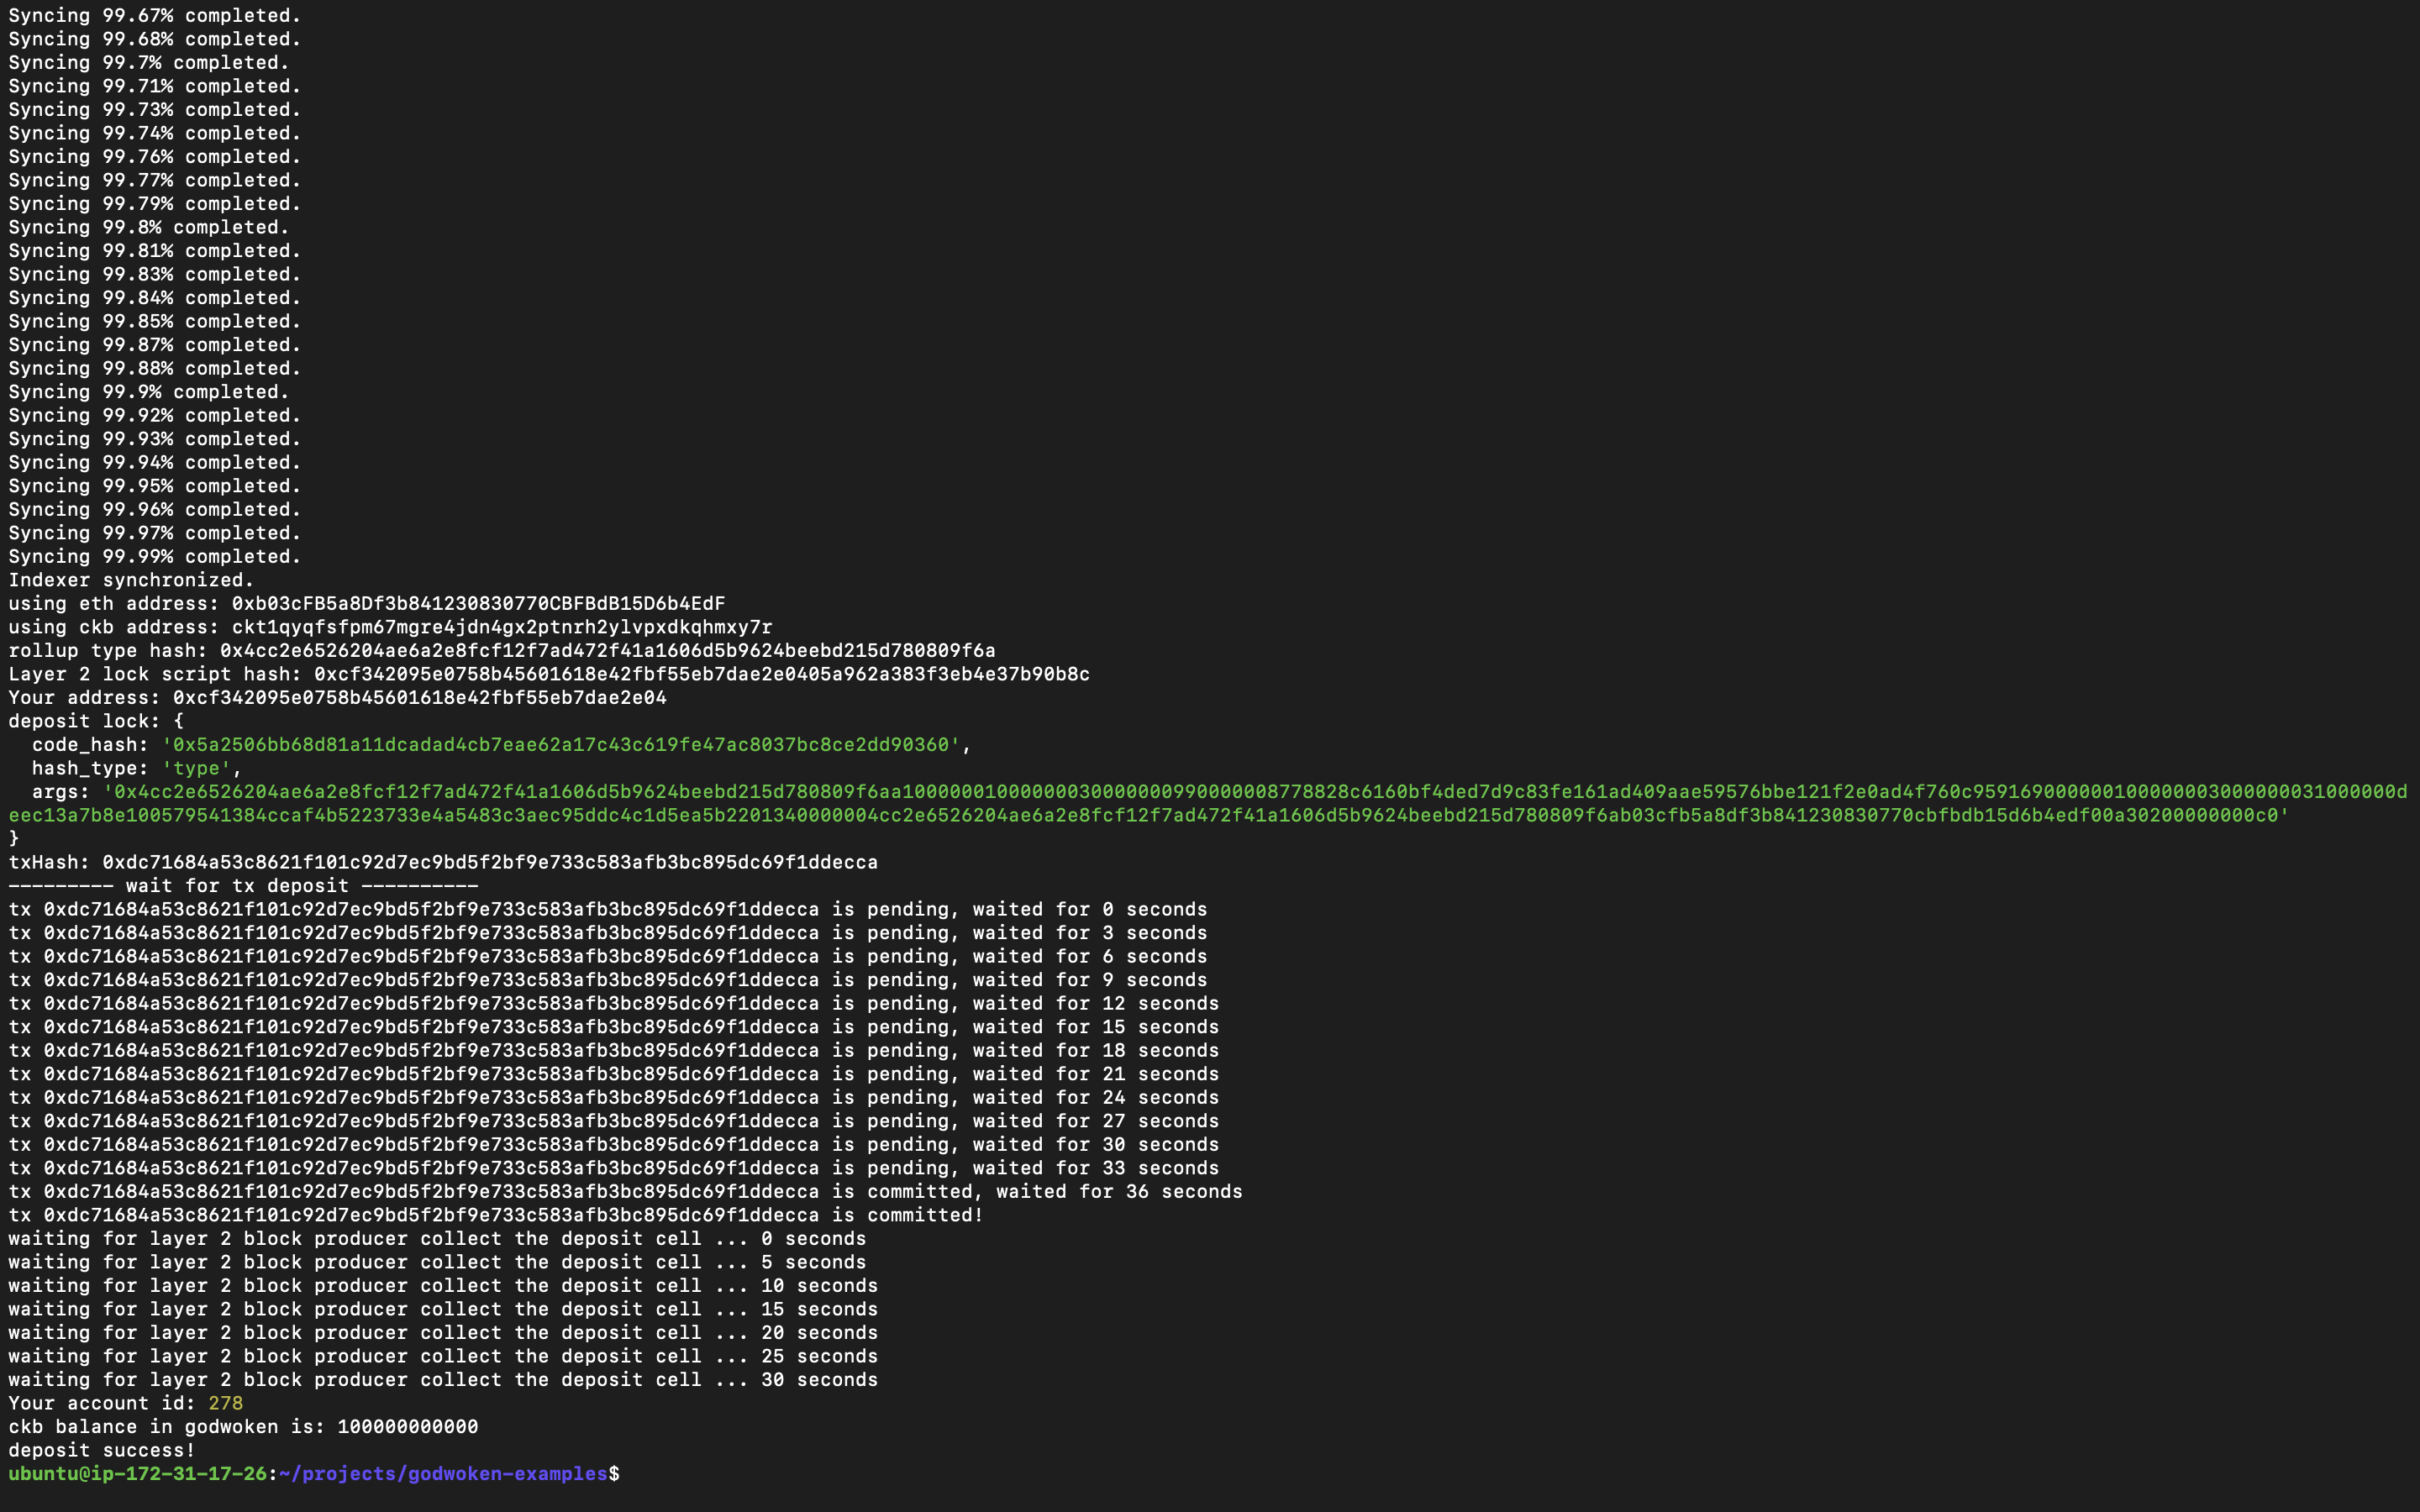 Syncing 99.67% completed.
Syncing 99.68% completed.
Syncing 99.7% completed.
Syncing 99.71% completed.
Syncing 99.73% completed.
Syncing 99.74% completed.
Syncing 99.76% completed.
Syncing 99.77% completed.
Syncing 99.79% completed.
Syncing 99.8% completed.
Syncing 99.81% completed.
Syncing 99.83% completed.
Syncing 99.84% completed.
Syncing 99.85% completed.
Syncing 99.87% completed.
Syncing 99.88% completed.
Syncing 99.9% completed.
Syncing 99.92% completed.
Syncing 99.93% completed.
Syncing 99.94% completed.
Syncing 99.95% completed.
Syncing 99.96% completed.
Syncing 99.97% completed.
Syncing 99.99% completed.
Indexer synchronized.
using eth address: 0xb03cFB5a8Df3b841230830770CBFBdB15D6b4EdF
using ckb address: ckt1qyqfsfpm67mgre4jdn4gx2ptnrh2ylvpxdkqhmxy7r
rollup type hash: 0x4cc2e6526204ae6a2e8fcf12f7ad472f41a1606d5b9624beebd215d780809f6a
Layer 2 lock script hash: 0xcf342095e0758b45601618e42fbf55eb7dae2e0405a962a383f3eb4e37b90b8c
Your address: 0xcf342095e0758b45601618e42fbf55eb7dae2e04
deposit lock: {
  code_hash: '0x5a2506bb68d81a11dcadad4cb7eae62a17c43c619fe47ac8037bc8ce2dd90360',
  hash_type: 'type',
  args: '0x4cc2e6526204ae6a2e8fcf12f7ad472f41a1606d5b9624beebd215d780809f6aa10000001000000030000000990000008778828c6160bf4ded7d9c83fe161ad409aae59576bbe121f2e0ad4f760c959169000000100000003000000031000000d
eec13a7b8e100579541384ccaf4b5223733e4a5483c3aec95ddc4c1d5ea5b2201340000004cc2e6526204ae6a2e8fcf12f7ad472f41a1606d5b9624beebd215d780809f6ab03cfb5a8df3b841230830770cbfbdb15d6b4edf00a30200000000c0'
}
txHash: 0xdc71684a53c8621f101c92d7ec9bd5f2bf9e733c583afb3bc895dc69f1ddecca
--------- wait for tx deposit ----------
tx 0xdc71684a53c8621f101c92d7ec9bd5f2bf9e733c583afb3bc895dc69f1ddecca is pending, waited for 0 seconds
tx 0xdc71684a53c8621f101c92d7ec9bd5f2bf9e733c583afb3bc895dc69f1ddecca is pending, waited for 3 seconds
tx 0xdc71684a53c8621f101c92d7ec9bd5f2bf9e733c583afb3bc895dc69f1ddecca is pending, waited for 6 seconds
tx 0xdc71684a53c8621f101c92d7ec9bd5f2bf9e733c583afb3bc895dc69f1ddecca is pending, waited for 9 seconds
tx 0xdc71684a53c8621f101c92d7ec9bd5f2bf9e733c583afb3bc895dc69f1ddecca is pending, waited for 12 seconds
tx 0xdc71684a53c8621f101c92d7ec9bd5f2bf9e733c583afb3bc895dc69f1ddecca is pending, waited for 15 seconds
tx 0xdc71684a53c8621f101c92d7ec9bd5f2bf9e733c583afb3bc895dc69f1ddecca is pending, waited for 18 seconds
tx 0xdc71684a53c8621f101c92d7ec9bd5f2bf9e733c583afb3bc895dc69f1ddecca is pending, waited for 21 seconds
tx 0xdc71684a53c8621f101c92d7ec9bd5f2bf9e733c583afb3bc895dc69f1ddecca is pending, waited for 24 seconds
tx 0xdc71684a53c8621f101c92d7ec9bd5f2bf9e733c583afb3bc895dc69f1ddecca is pending, waited for 27 seconds
tx 0xdc71684a53c8621f101c92d7ec9bd5f2bf9e733c583afb3bc895dc69f1ddecca is pending, waited for 30 seconds
tx 0xdc71684a53c8621f101c92d7ec9bd5f2bf9e733c583afb3bc895dc69f1ddecca is pending, waited for 33 seconds
tx 0xdc71684a53c8621f101c92d7ec9bd5f2bf9e733c583afb3bc895dc69f1ddecca is committed, waited for 36 seconds
tx 0xdc71684a53c8621f101c92d7ec9bd5f2bf9e733c583afb3bc895dc69f1ddecca is committed!
waiting for layer 2 block producer collect the deposit cell ... 0 seconds
waiting for layer 2 block producer collect the deposit cell ... 5 seconds
waiting for layer 2 block producer collect the deposit cell ... 10 seconds
waiting for layer 2 block producer collect the deposit cell ... 15 seconds
waiting for layer 2 block producer collect the deposit cell ... 20 seconds
waiting for layer 2 block producer collect the deposit cell ... 25 seconds
waiting for layer 2 block producer collect the deposit cell ... 30 seconds
Your account id: 278
ckb balance in godwoken is: 100000000000
deposit success!
ubuntu@ip-172-31-17-26:~/projects/godwoken-examples$